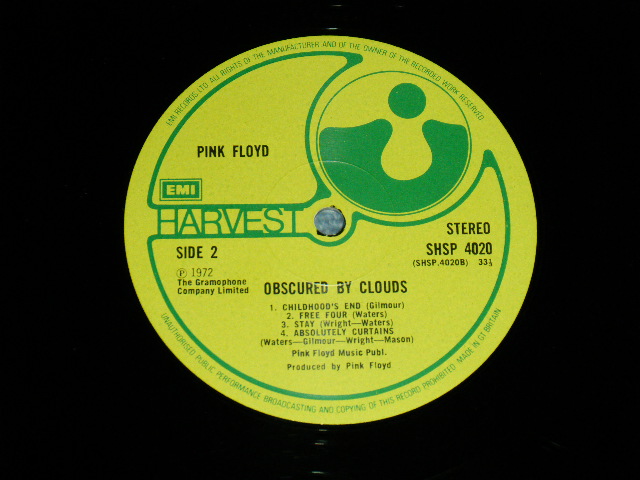 EMI RECORDS LTD. ALL RIGHTS OF THE MANUFACTURER AND OF THE OWNER OF THE RECORDED WORK RESERVED.
PINK FLOYD
EMI
HARVEST
STEREO
SIDE 2
SHSP 4020
(SHSP.4020B) 33⅓
Ⓟ 1972
The Gramophone
Company Limited
OBSCURED BY CLOUDS
1. CHILDHOOD'S END (Gilmour)
2. FREE FOUR (Waters)
3. STAY (Wright—Waters)
4. ABSOLUTELY CURTAINS
(Waters—Gilmour—Wright—Mason)
Pink Floyd Music Publ.
Produced by Pink Floyd
UNAUTHORISED PUBLIC PERFORMANCE BROADCASTING AND COPYING OF THIS RECORD PROHIBITED. MADE IN GT BRITAIN